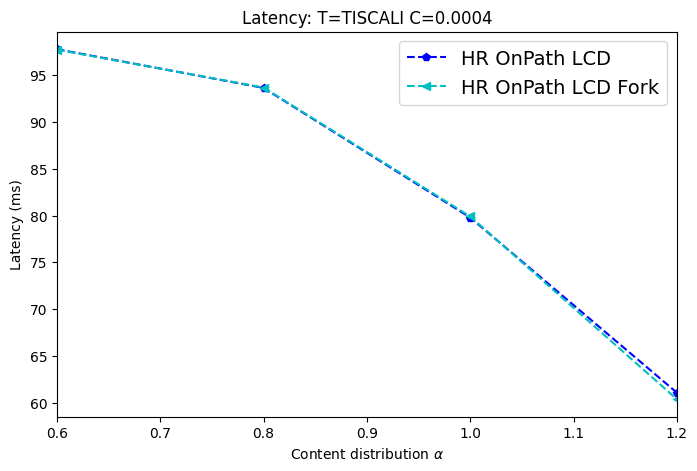 Latency: T=TISCALI C=0.0004
HR OnPath LCD
HR OnPath LCD Fork
Latency (ms)
95
90
85
80
75
70
65
60
0.6 0.7 0.8 0.9 1.0 1.1 1.2
Content distribution α